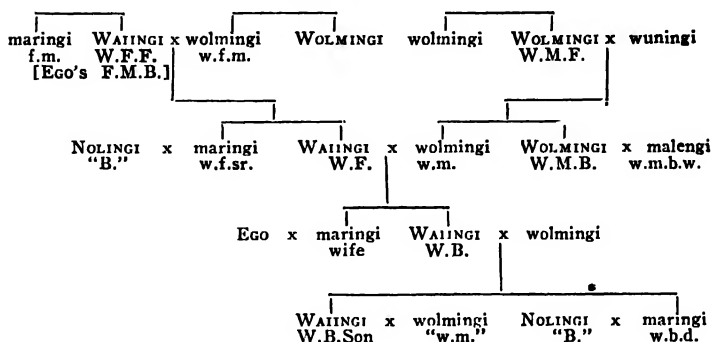 maringi WAIINGI x wolmingi WOLMINGI wolmingi WOLMINGI x wuningi
f.m. W.F.F. w.f.m. W.M.F.
[EGO'S F.M.B.]
NOLINGI x maringi WAIINGI x wolmingi WOLMINGI x malengi
"B." w.f.sr. W.F. w.m. W.M.B. w.m.b.w.
EGO x maringi WAIINGI x wolmingi
wife W.B.
WAIINGI x wolmingi NOLINGI x maringi
W.B.Son "w.m." "B." w.b.d.